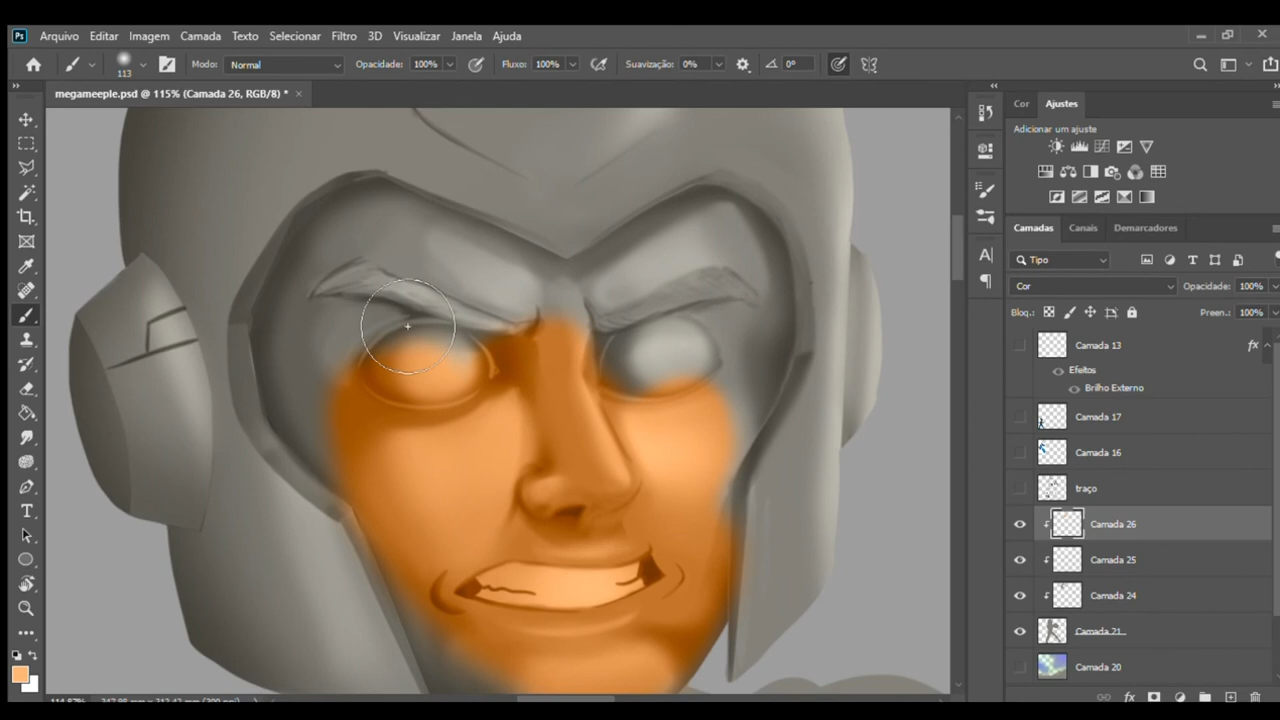 Ps Arquivo Editar Imagem Camada Texto Selecionar Filtro 3D Visualizar Janela Ajuda
113 Modo: Normal Opacidade: 100% Fluxo: 100% Suavização: 0% 0°
megameeple.psd @ 115% (Camada 26, RGB/8) *
Cor Ajustes
Adicionar um ajuste
Camadas Canais Demarcadores
Tipo
Cor Opacidade: 100%
Bloq.: Preen.: 100%
Camada 13 fx
Efeitos
Brilho Externo
Camada 17
Camada 16
traço
Camada 26
Camada 25
Camada 24
Camada 21
Camada 20
fx